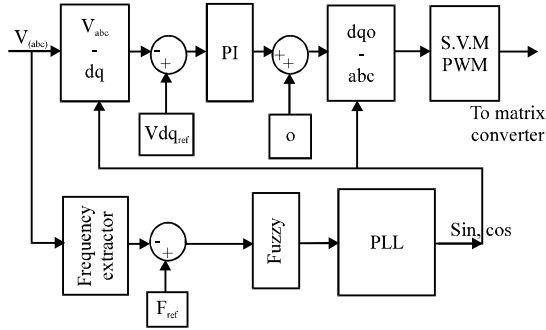 V(abc)
Vabc
-
dq
-
+
PI
+
+
dqo
-
abc
S.V.M
PWM
Vdqref
o
To matrix
converter
Frequency
extractor
-
+
Fuzzy
PLL
Sin, cos
Fref